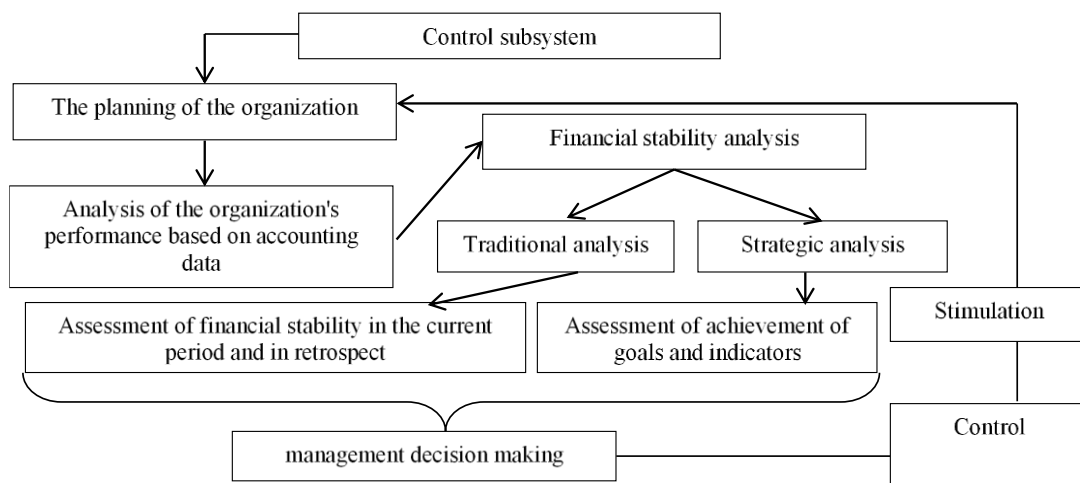 Control subsystem
The planning of the organization
Financial stability analysis
Analysis of the organization's
performance based on accounting
data
Traditional analysis
Strategic analysis
Assessment of financial stability in the current
period and in retrospect
Assessment of achievement of
goals and indicators
Stimulation
Control
management decision making